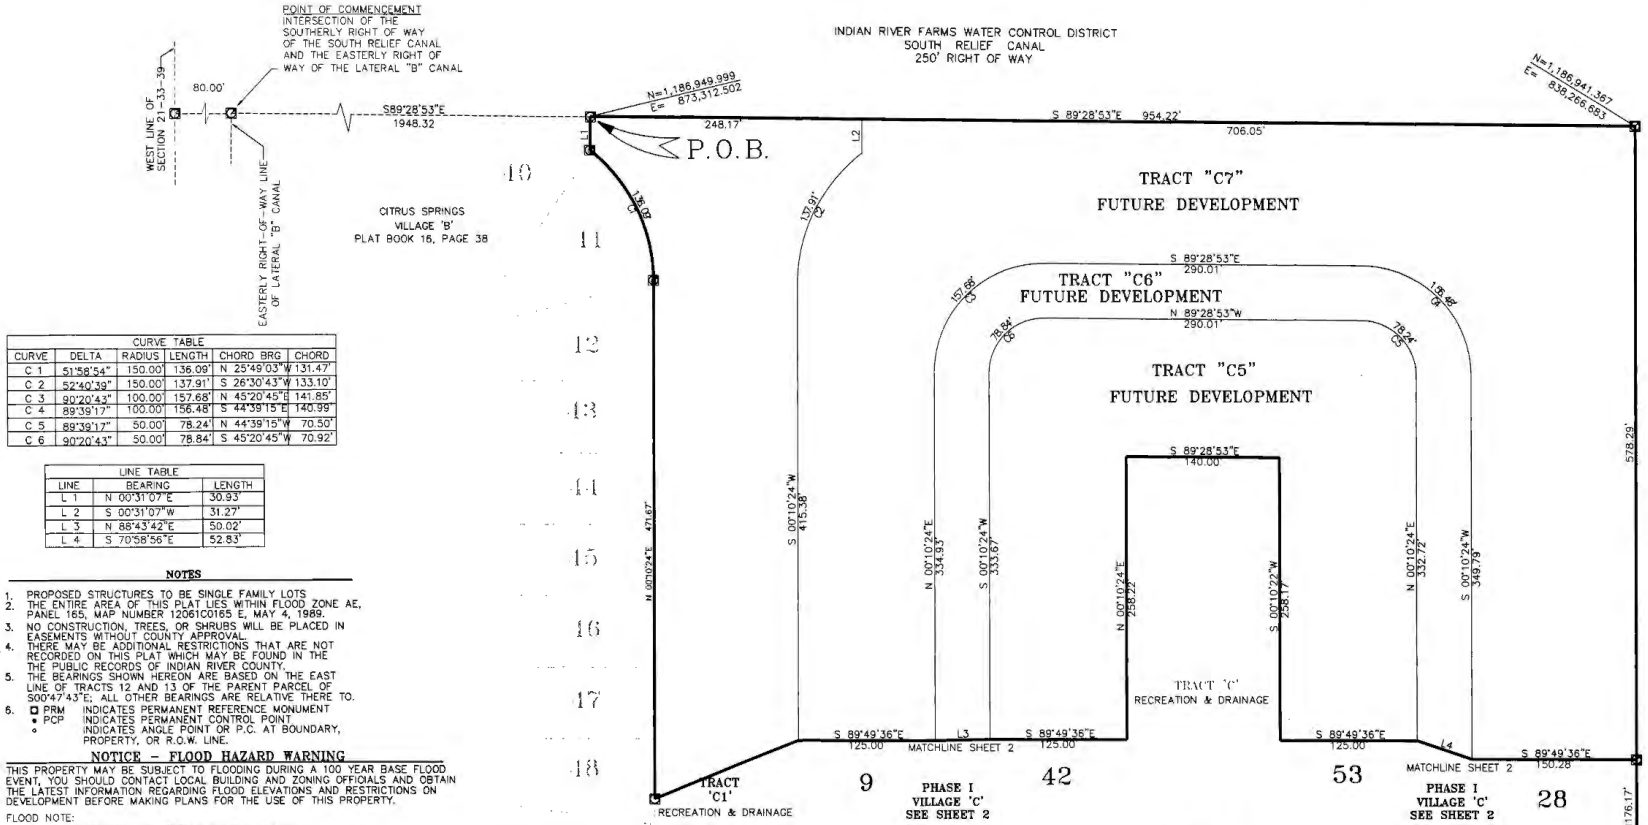 POINT OF COMMENCEMENT
INTERSECTION OF THE
SOUTHERLY RIGHT OF WAY
OF THE SOUTH RELIEF CANAL
AND THE EASTERLY RIGHT OF
WAY OF THE LATERAL "B" CANAL
INDIAN RIVER FARMS WATER CONTROL DISTRICT
SOUTH RELIEF CANAL
250' RIGHT OF WAY
WEST LINE OF
SECTION 21-33-39
80.00'
EASTERLY RIGHT-OF-WAY LINE
OF LATERAL "B" CANAL
S89°28'53"E
1948.32
N=1,186,949.999
E= 873,312.502
248.17'
S 89°28'53"E 954.22'
706.05'
N=1,186,941.367
E= 838,266.683
L1
P.O.B.
L2
136.09'
C1
137.91'
C2
CITRUS SPRINGS
VILLAGE 'B'
PLAT BOOK 16, PAGE 38
10
11
12
13
14
15
16
17
18
TRACT "C7"
FUTURE DEVELOPMENT
S 89°28'53"E
290.01'
TRACT "C6"
FUTURE DEVELOPMENT
N 89°28'53"W
290.01'
157.68'
C3
156.48'
C4
78.84'
C6
78.24'
C5
TRACT "C5"
FUTURE DEVELOPMENT
S 89°28'53"E
140.00'
578.29'
CURVE TABLE
CURVE DELTA RADIUS LENGTH CHORD BRG CHORD
C 1 51°58'54" 150.00' 136.09' N 25°49'03"W 131.47'
C 2 52°40'39" 150.00' 137.91' S 26°30'43"W 133.10'
C 3 90°20'43" 100.00' 157.68' N 45°20'45"E 141.85'
C 4 89°39'17" 100.00' 156.48' S 44°39'15"E 140.99'
C 5 89°39'17" 50.00' 78.24' N 44°39'15"W 70.50'
C 6 90°20'43" 50.00' 78.84' S 45°20'45"W 70.92'
LINE TABLE
LINE BEARING LENGTH
L 1 N 00°31'07"E 30.93'
L 2 S 00°31'07"W 31.27'
L 3 N 88°43'42"E 50.02'
L 4 S 70°58'56"E 52.83'
N 00°10'24"E 471.67'
S 00°10'24"W
415.38'
N 00°10'24"E
334.93'
S 00°10'24"W
333.67'
N 00°10'24"E
258.22
S 00°10'22"W
258.17'
N 00°10'24"E
332.72'
S 00°10'24"W
349.79'
NOTES
1. PROPOSED STRUCTURES TO BE SINGLE FAMILY LOTS
2. THE ENTIRE AREA OF THIS PLAT LIES WITHIN FLOOD ZONE AE,
PANEL 165, MAP NUMBER 12061C0165 E, MAY 4, 1989.
3. NO CONSTRUCTION, TREES, OR SHRUBS WILL BE PLACED IN
EASEMENTS WITHOUT COUNTY APPROVAL.
4. THERE MAY BE ADDITIONAL RESTRICTIONS THAT ARE NOT
RECORDED ON THIS PLAT WHICH MAY BE FOUND IN THE
THE PUBLIC RECORDS OF INDIAN RIVER COUNTY.
5. THE BEARINGS SHOWN HEREON ARE BASED ON THE EAST
LINE OF TRACTS 12 AND 13 OF THE PARENT PARCEL OF
S00°47'43"E; ALL OTHER BEARINGS ARE RELATIVE THERE TO.
6. PRM INDICATES PERMANENT REFERENCE MONUMENT
PCP INDICATES PERMANENT CONTROL POINT
INDICATES ANGLE POINT OR P.C. AT BOUNDARY,
PROPERTY, OR R.O.W. LINE.
NOTICE - FLOOD HAZARD WARNING
THIS PROPERTY MAY BE SUBJECT TO FLOODING DURING A 100 YEAR BASE FLOOD
EVENT, YOU SHOULD CONTACT LOCAL BUILDING AND ZONING OFFICIALS AND OBTAIN
THE LATEST INFORMATION REGARDING FLOOD ELEVATIONS AND RESTRICTIONS ON
DEVELOPMENT BEFORE MAKING PLANS FOR THE USE OF THIS PROPERTY.
FLOOD NOTE:
TRACT 'C'
RECREATION & DRAINAGE
S 89°49'36"E
125.00
L3
MATCHLINE SHEET 2
S 89°49'36"E
125.00
S 89°49'36"E
125.00
L4
MATCHLINE SHEET 2
S 89°49'36"E
150.28'
TRACT
'C1'
RECREATION & DRAINAGE
9
PHASE I
VILLAGE 'C'
SEE SHEET 2
42
53
PHASE I
VILLAGE 'C'
SEE SHEET 2
28
176.17'